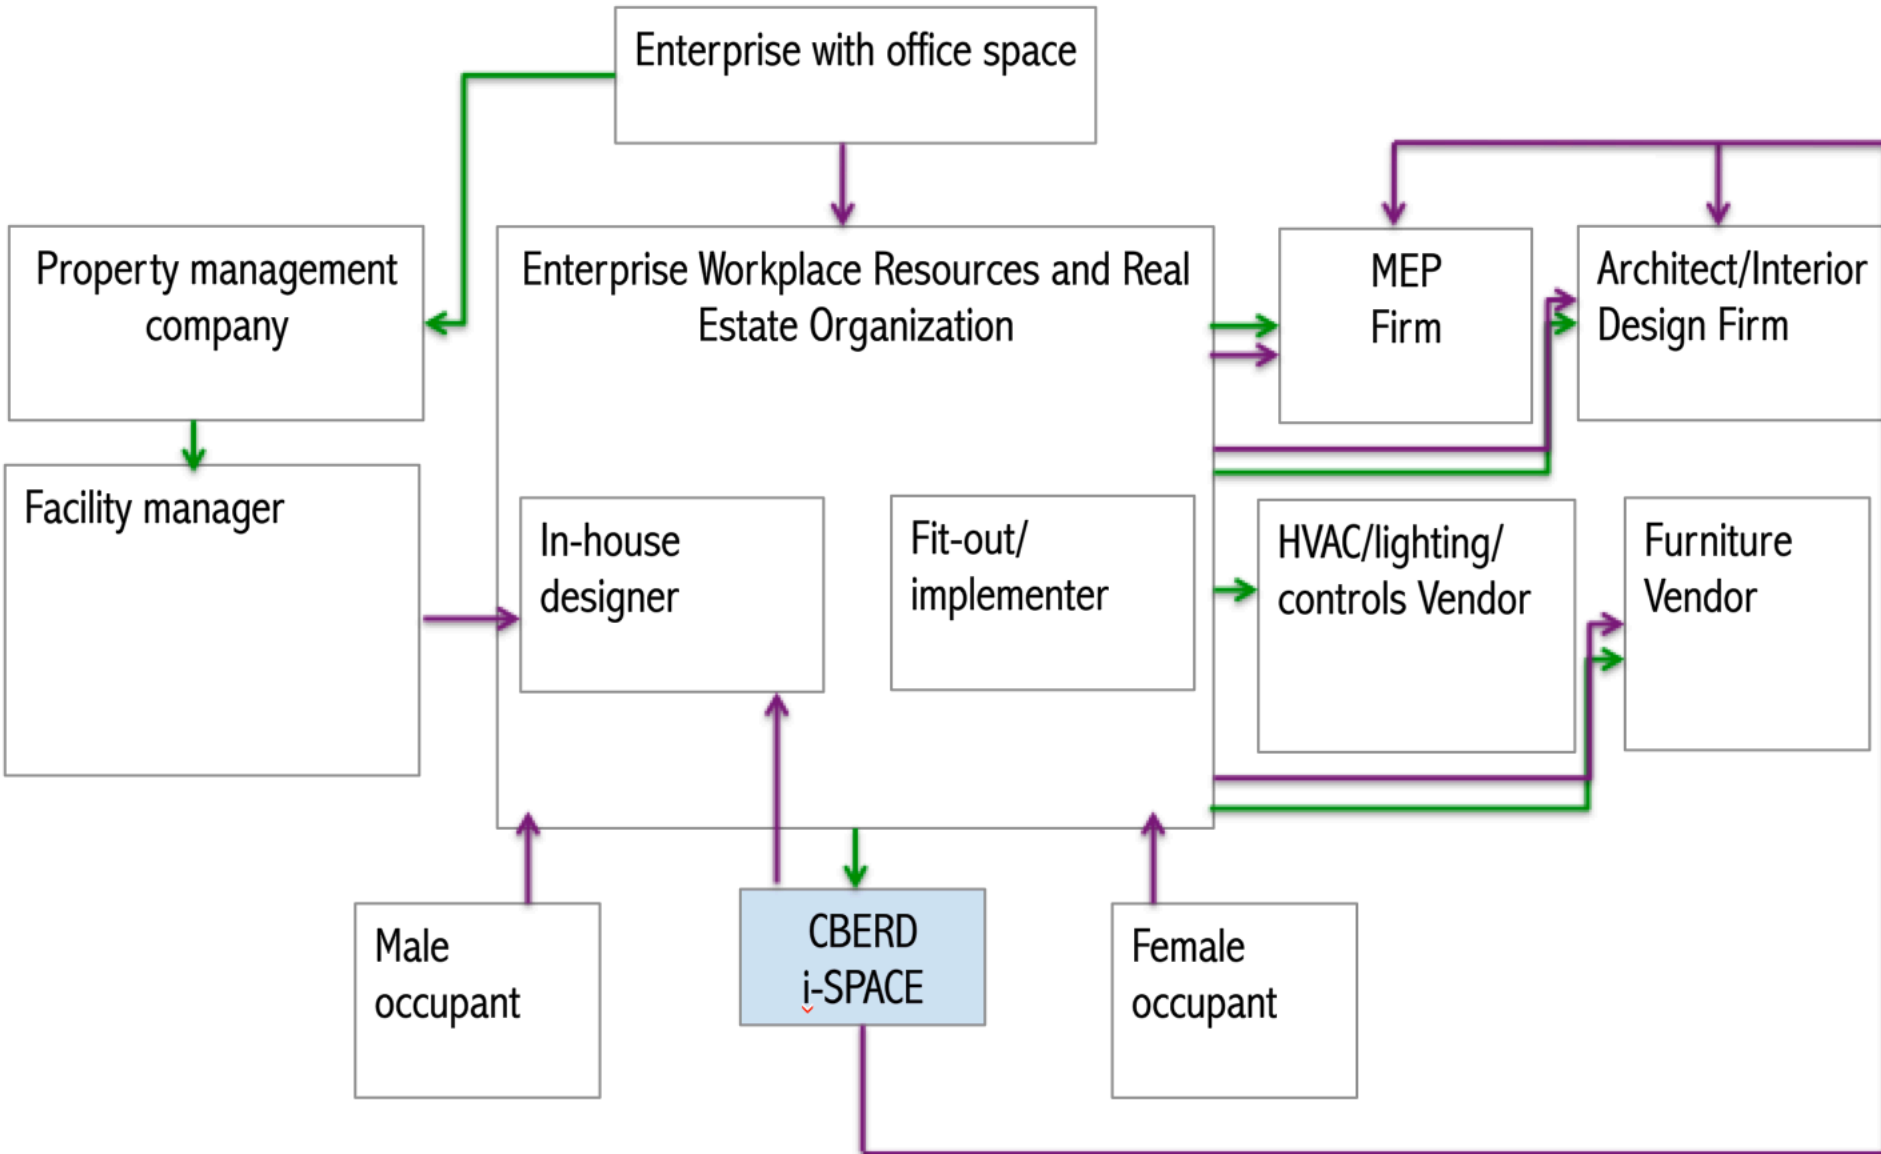 Enterprise with office space
Property management
company
Enterprise Workplace Resources and Real
Estate Organization
MEP
Firm
Architect/Interior
Design Firm
Facility manager
In-house
designer
Fit-out/
implementer
HVAC/lighting/
controls Vendor
Furniture
Vendor
Male
occupant
CBERD
i-SPACE
Female
occupant